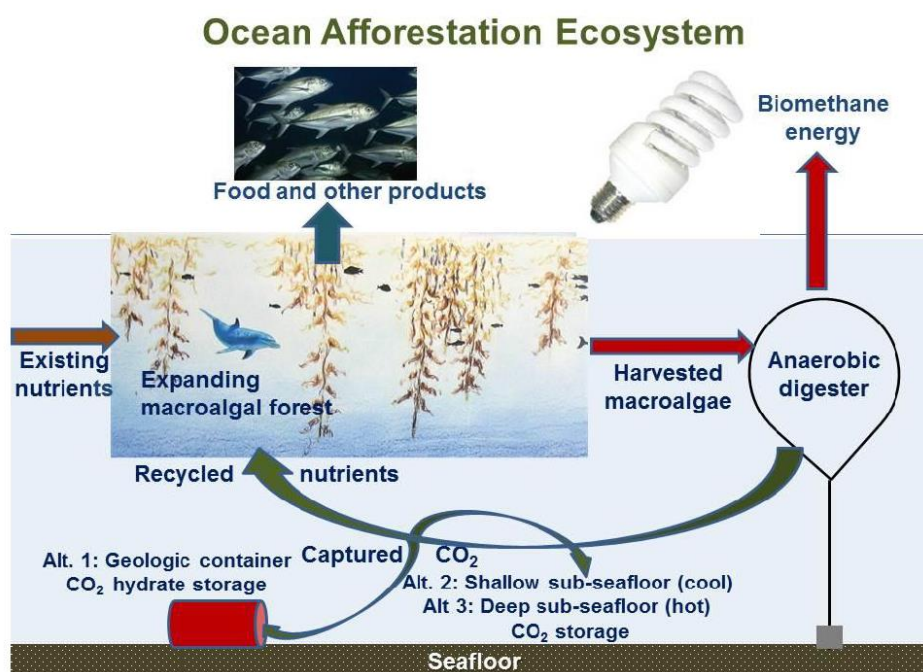 Ocean Afforestation Ecosystem
Biomethane
energy
Food and other products
Existing
nutrients
Expanding
macroalgal forest
Harvested
macroalgae
Anaerobic
digester
Recycled nutrients
Captured CO₂
Alt. 1: Geologic container
CO₂ hydrate storage
Alt. 2: Shallow sub-seafloor (cool)
Alt 3: Deep sub-seafloor (hot)
CO₂ storage
Seafloor